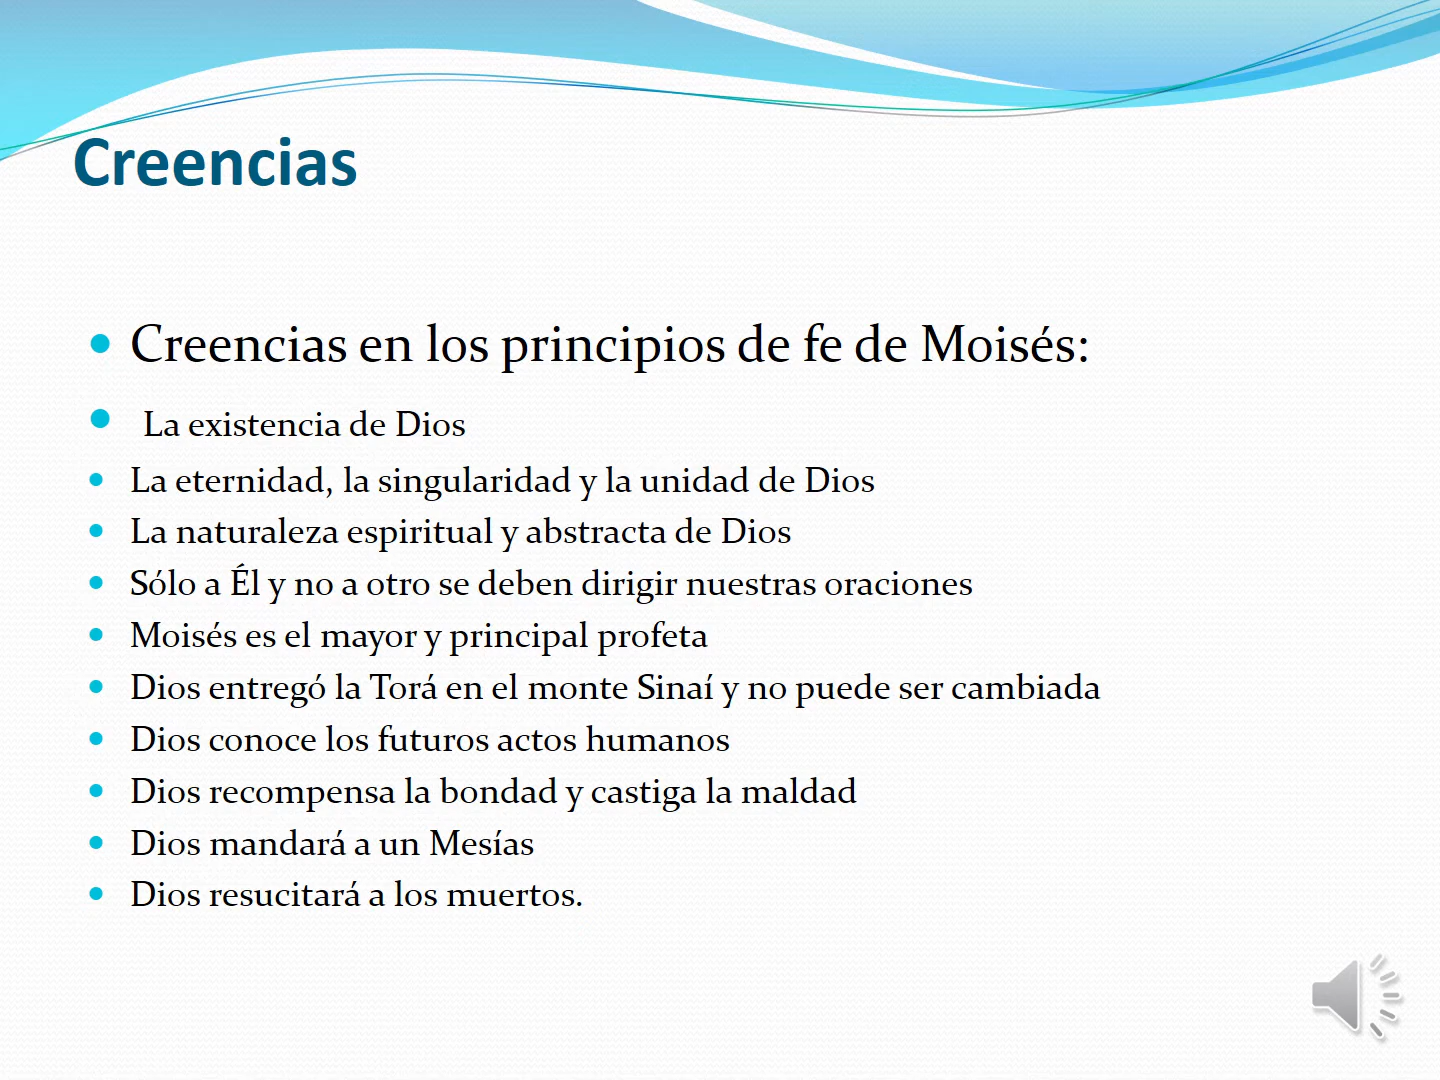 Creencias
Creencias en los principios de fe de Moisés:
La existencia de Dios
La eternidad, la singularidad y la unidad de Dios
La naturaleza espiritual y abstracta de Dios
Sólo a Él y no a otro se deben dirigir nuestras oraciones
Moisés es el mayor y principal profeta
Dios entregó la Torá en el monte Sinaí y no puede ser cambiada
Dios conoce los futuros actos humanos
Dios recompensa la bondad y castiga la maldad
Dios mandará a un Mesías
Dios resucitará a los muertos.